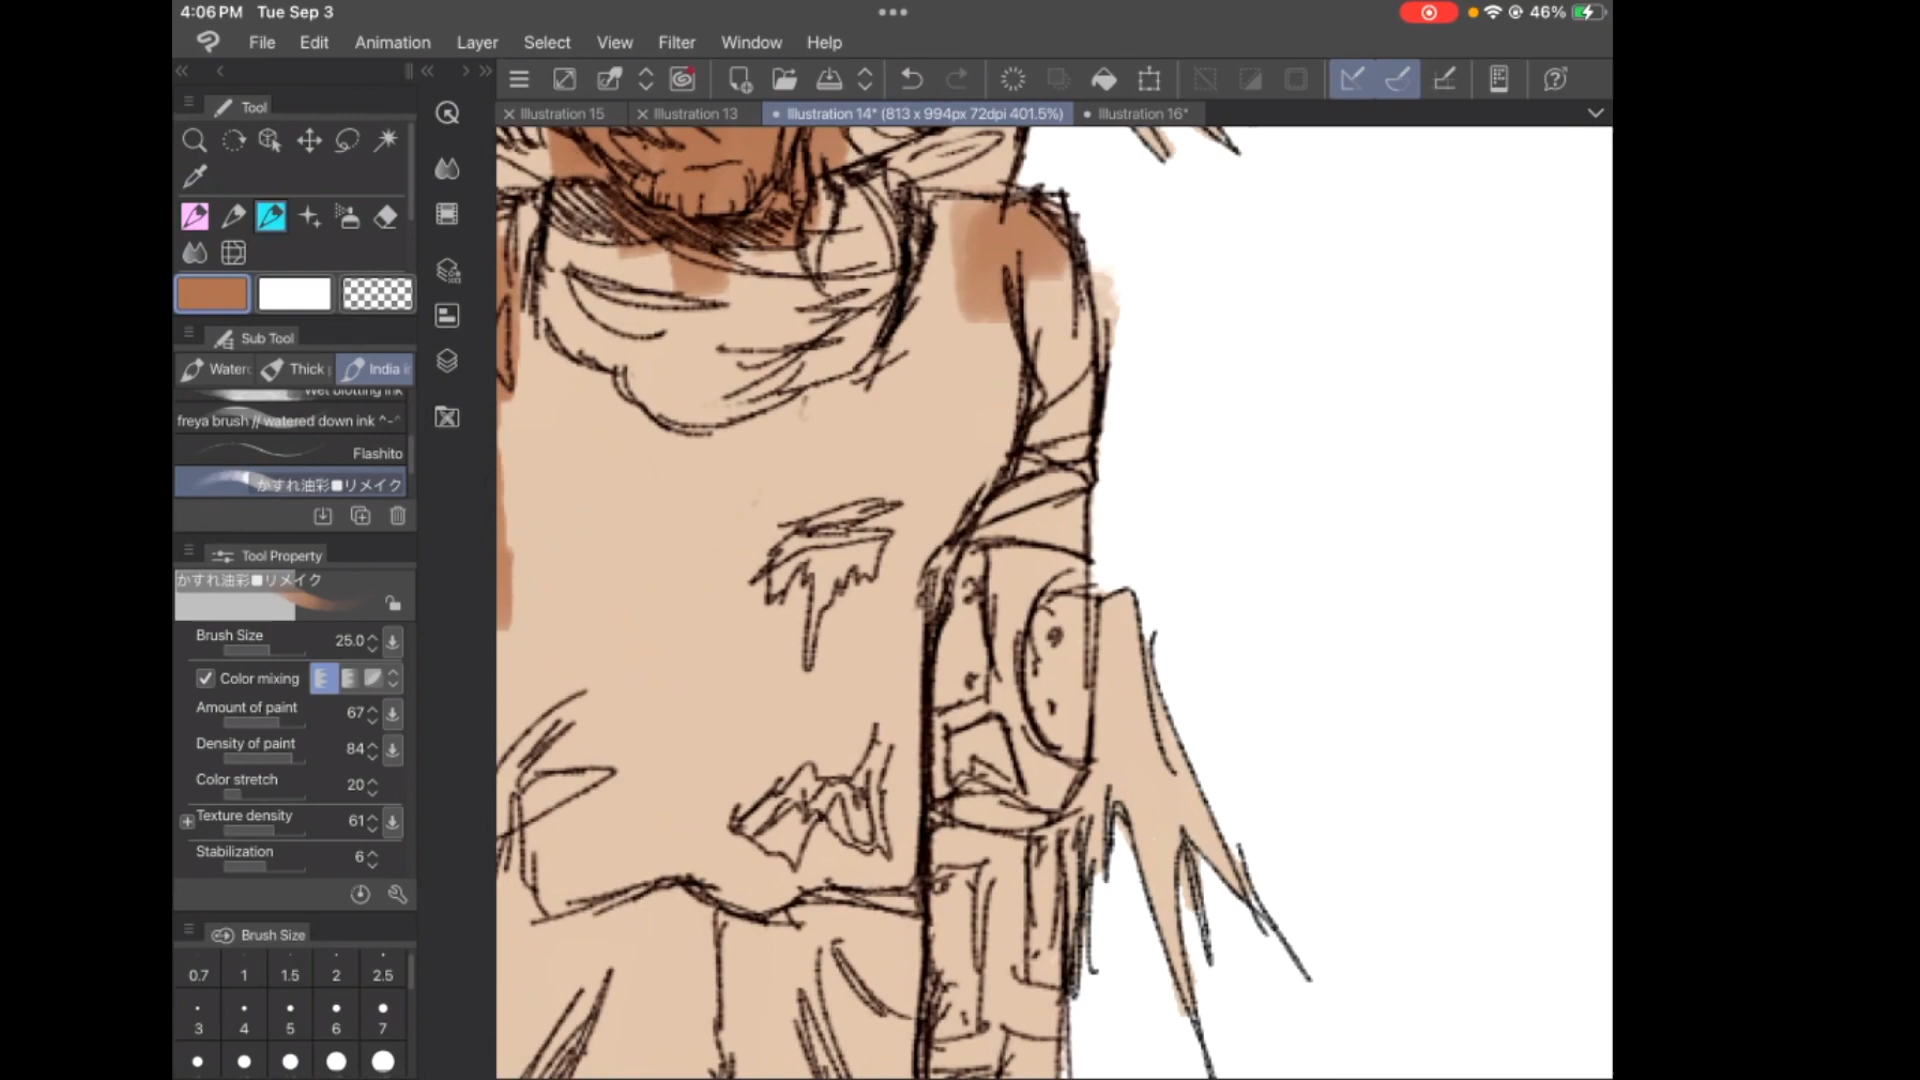 4:06 PM Tue Sep 3
46%
File Edit Animation Layer Select View Filter Window Help
Tool
Illustration 15
Illustration 13
Illustration 14* (813 x 994px 72dpi 401.5%)
Illustration 16*
Sub Tool
Water
Thick
India in
Wet blotting ink
freya brush // watered down ink ^-^
Flashito
かすれ油彩■リメイク
Tool Property
かすれ油彩■リメイク
Brush Size 25.0
Color mixing
Amount of paint 67
Density of paint 84
Color stretch 20
Texture density 61
Stabilization 6
Brush Size
0.7 1 1.5 2 2.5
3 4 5 6 7